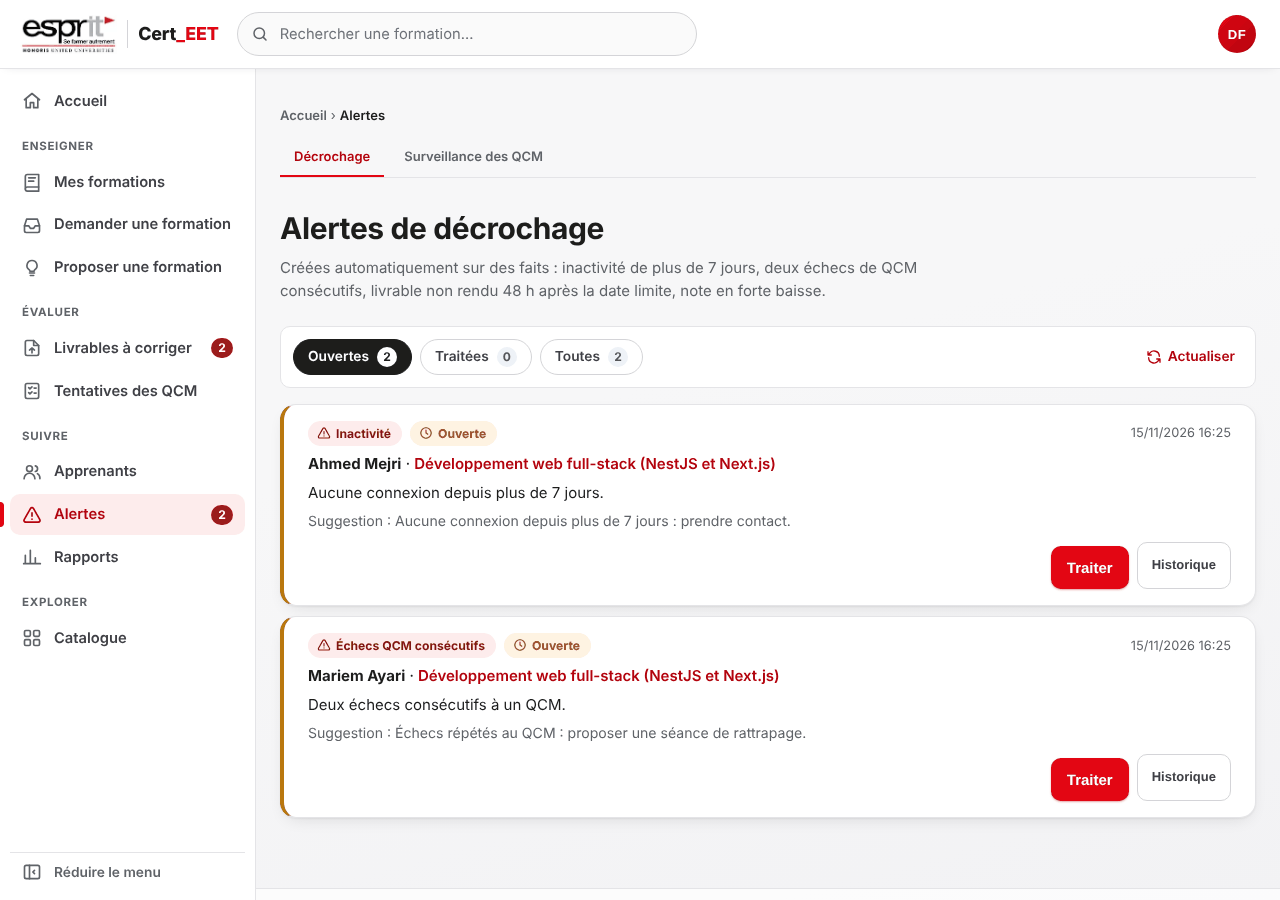 esprit
Se former autrement
HONORIS UNITED UNIVERSITIES
Cert_EET
Rechercher une formation...
DF
Accueil
ENSEIGNER
Mes formations
Demander une formation
Proposer une formation
ÉVALUER
Livrables à corriger 2
Tentatives des QCM
SUIVRE
Apprenants
Alertes 2
Rapports
EXPLORER
Catalogue
Réduire le menu
Accueil › Alertes
Décrochage Surveillance des QCM
Alertes de décrochage
Créées automatiquement sur des faits : inactivité de plus de 7 jours, deux échecs de QCM
consécutifs, livrable non rendu 48 h après la date limite, note en forte baisse.
Ouvertes 2 Traitées 0 Toutes 2 Actualiser
Inactivité Ouverte 15/11/2026 16:25
Ahmed Mejri · Développement web full-stack (NestJS et Next.js)
Aucune connexion depuis plus de 7 jours.
Suggestion : Aucune connexion depuis plus de 7 jours : prendre contact.
Traiter Historique
Échecs QCM consécutifs Ouverte 15/11/2026 16:25
Mariem Ayari · Développement web full-stack (NestJS et Next.js)
Deux échecs consécutifs à un QCM.
Suggestion : Échecs répétés au QCM : proposer une séance de rattrapage.
Traiter Historique